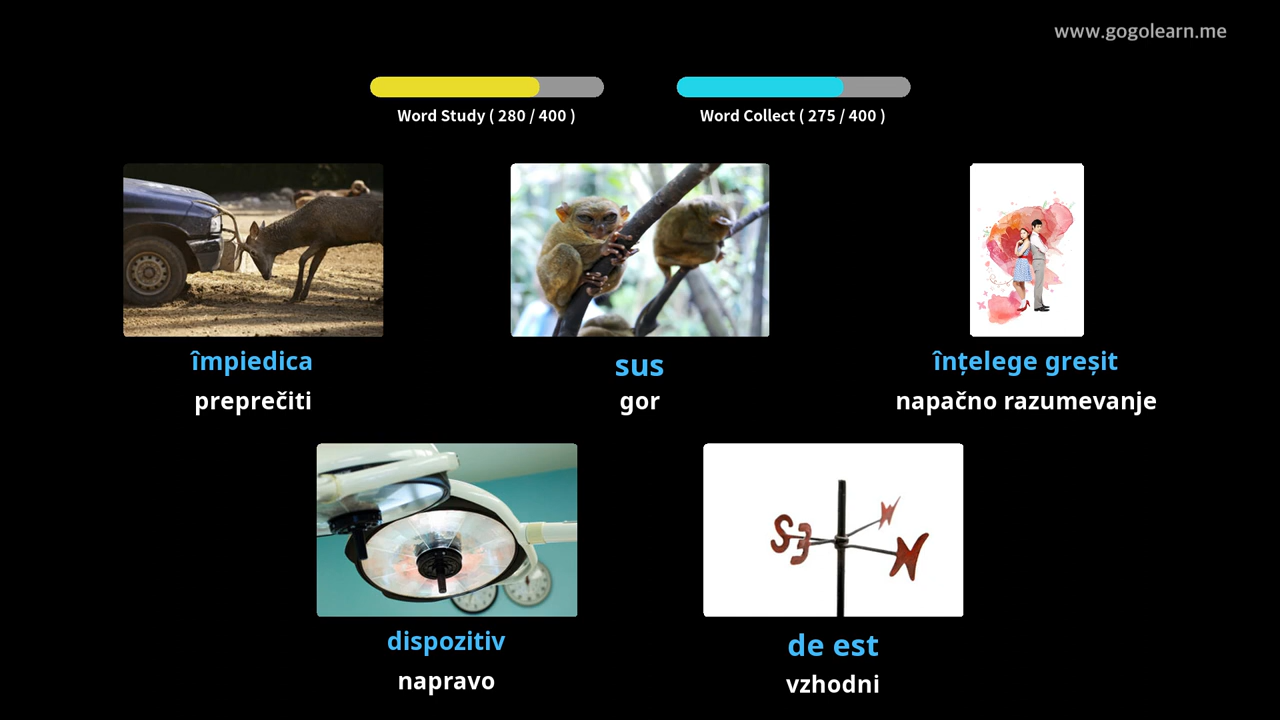 www.gogolearn.me
Word Study ( 280 / 400 )
Word Collect ( 275 / 400 )
împiedica
preprečiti
sus
gor
înțelege greșit
napačno razumevanje
dispozitiv
napravo
S E N
de est
vzhodni